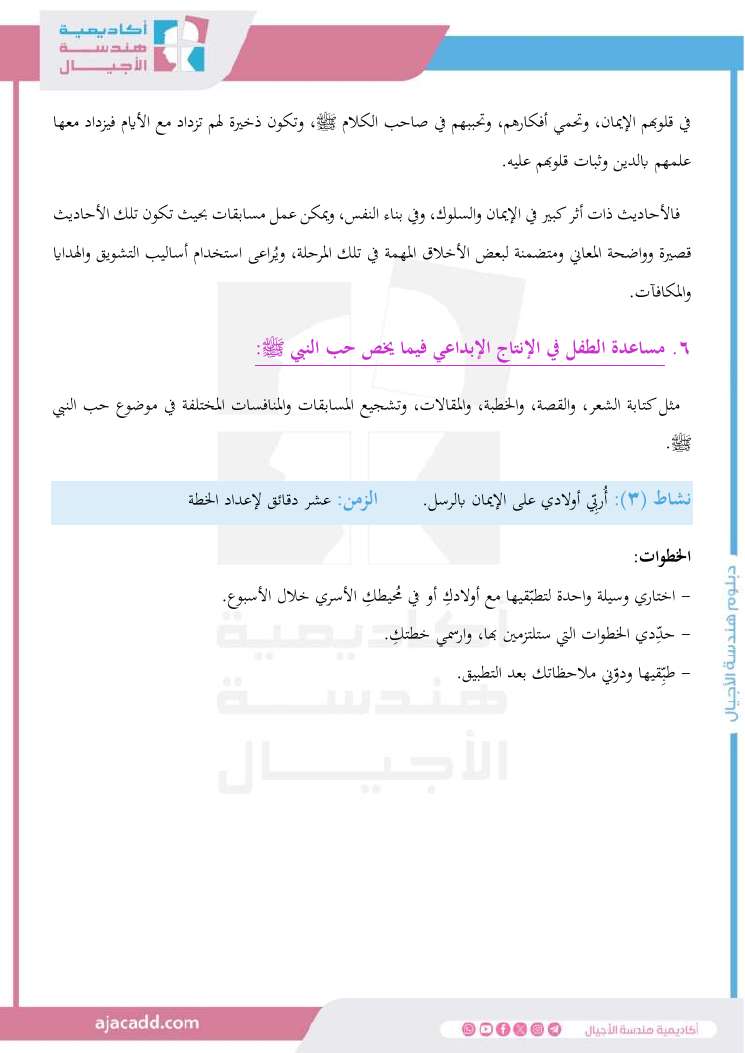 أكاديمية
هندسة
الأجيال
في قلوبهم الإيمان، وتحمي أفكارهم، وتحببهم في صاحب الكلام ﷺ، وتكون ذخيرة لهم تزداد مع الأيام فيزداد معها
علمهم بالدين وثبات قلوبهم عليه.
فالأحاديث ذات أثر كبير في الإيمان والسلوك، وفي بناء النفس، ويمكن عمل مسابقات بحيث تكون تلك الأحاديث
قصيرة وواضحة المعاني ومتضمنة لبعض الأخلاق المهمة في تلك المرحلة، ويُراعى استخدام أساليب التشويق والهدايا
والمكافآت.
٦. مساعدة الطفل في الإنتاج الإبداعي فيما يخص حب النبي ﷺ:
مثل كتابة الشعر، والقصة، والخطبة، والمقالات، وتشجيع المسابقات والمنافسات المختلفة في موضوع حب النبي
ﷺ.
نشاط (٣): أُربّي أولادي على الإيمان بالرسل. الزمن: عشر دقائق لإعداد الخطة
الخطوات:
– اختاري وسيلة واحدة لتطبّقيها مع أولادكِ أو في مُحيطكِ الأسري خلال الأسبوع.
– حدِّدي الخطوات التي ستلتزمين بها، وارسمي خطتكِ.
– طبِّقيها ودوّني ملاحظاتك بعد التطبيق.
أكاديمية
هندسة
الأجيال
دبلوم هندسة الأجيال
أكاديمية هندسة الأجيال
ajacadd.com